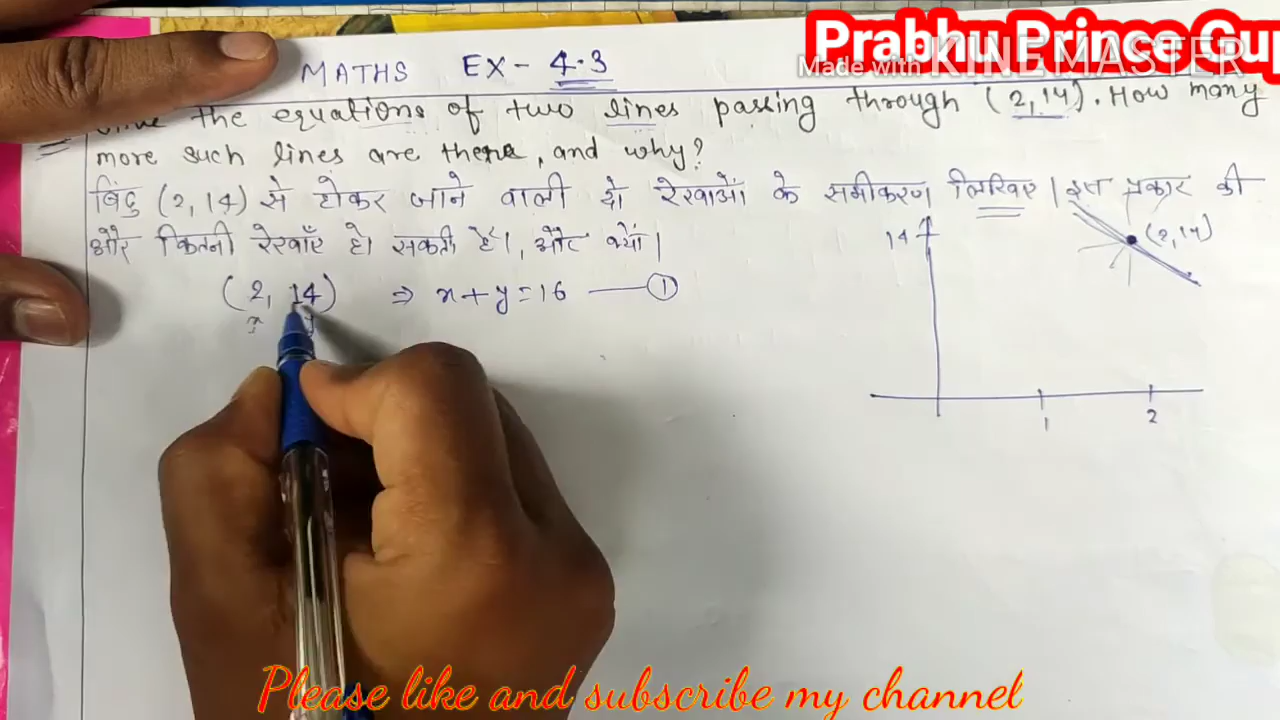 Prabhu Prince Gup
Made with KINEMASTER
MATHS EX - 4.3
the equations of two lines passing through (2,14). How many
more such lines are there, and why?
बिंदु (2,14) से होकर जाने वाली दो रेखाओं के समीकरण लिखिए। इस प्रकार की
और कितनी रेखाएँ हो सकती हैं।, और क्यों।
14 (2,14)
(2, 14) ⇒ x+y=16 —— ①
x
1 2
Please like and subscribe my channel